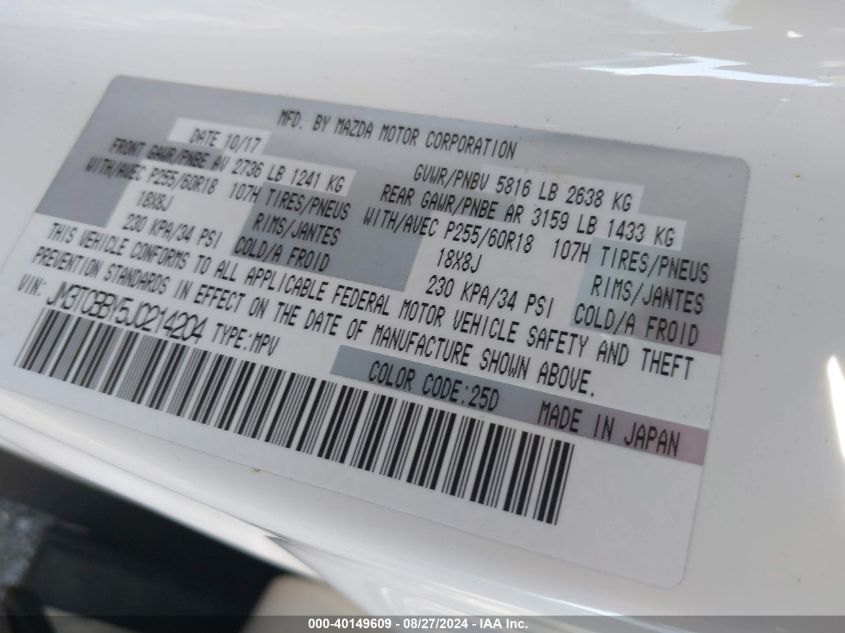 MFD. BY MAZDA MOTOR CORPORATION
DATE 10/17
GVWR/PNBV 5816 LB 2638 KG
FRONT GAWR/PNBE AV 2736 LB 1241 KG
REAR GAWR/PNBE AR 3159 LB 1433 KG
WITH/AVEC P255/60R18 107H TIRES/PNEUS
WITH/AVEC P255/60R18 107H TIRES/PNEUS
18X8J RIMS/JANTES
18X8J RIMS/JANTES
230 KPA/34 PSI COLD/A FROID
230 KPA/34 PSI COLD/A FROID
THIS VEHICLE CONFORMS TO ALL APPLICABLE FEDERAL MOTOR VEHICLE SAFETY AND THEFT
PREVENTION STANDARDS IN EFFECT ON THE DATE OF MANUFACTURE SHOWN ABOVE.
VIN: JM3TCBBY5J0214204 TYPE:MPV
COLOR CODE:25D MADE IN JAPAN
000-40149609 - 08/27/2024 - IAA Inc.